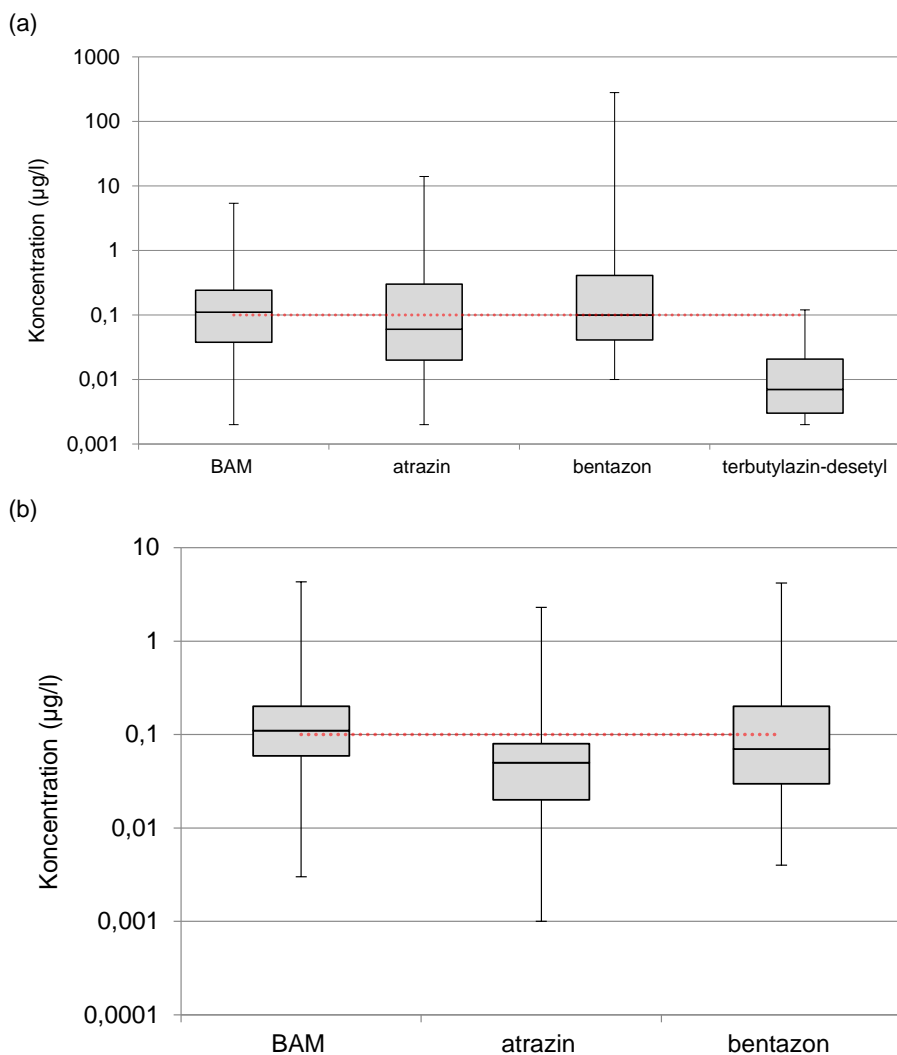 (a)
1000
100
10
1
0,1
0,01
0,001
Koncentration (µg/l)
BAM atrazin bentazon terbutylazin-desetyl
(b)
10
1
0,1
0,01
0,001
0,0001
Koncentration (µg/l)
BAM atrazin bentazon